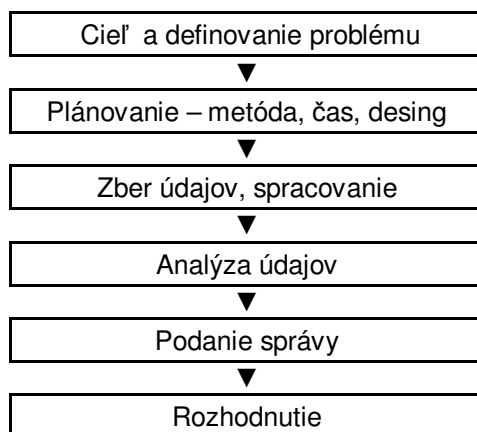 Cieľ a definovanie problému
Plánovanie – metóda, čas, desing
Zber údajov, spracovanie
Analýza údajov
Podanie správy
Rozhodnutie